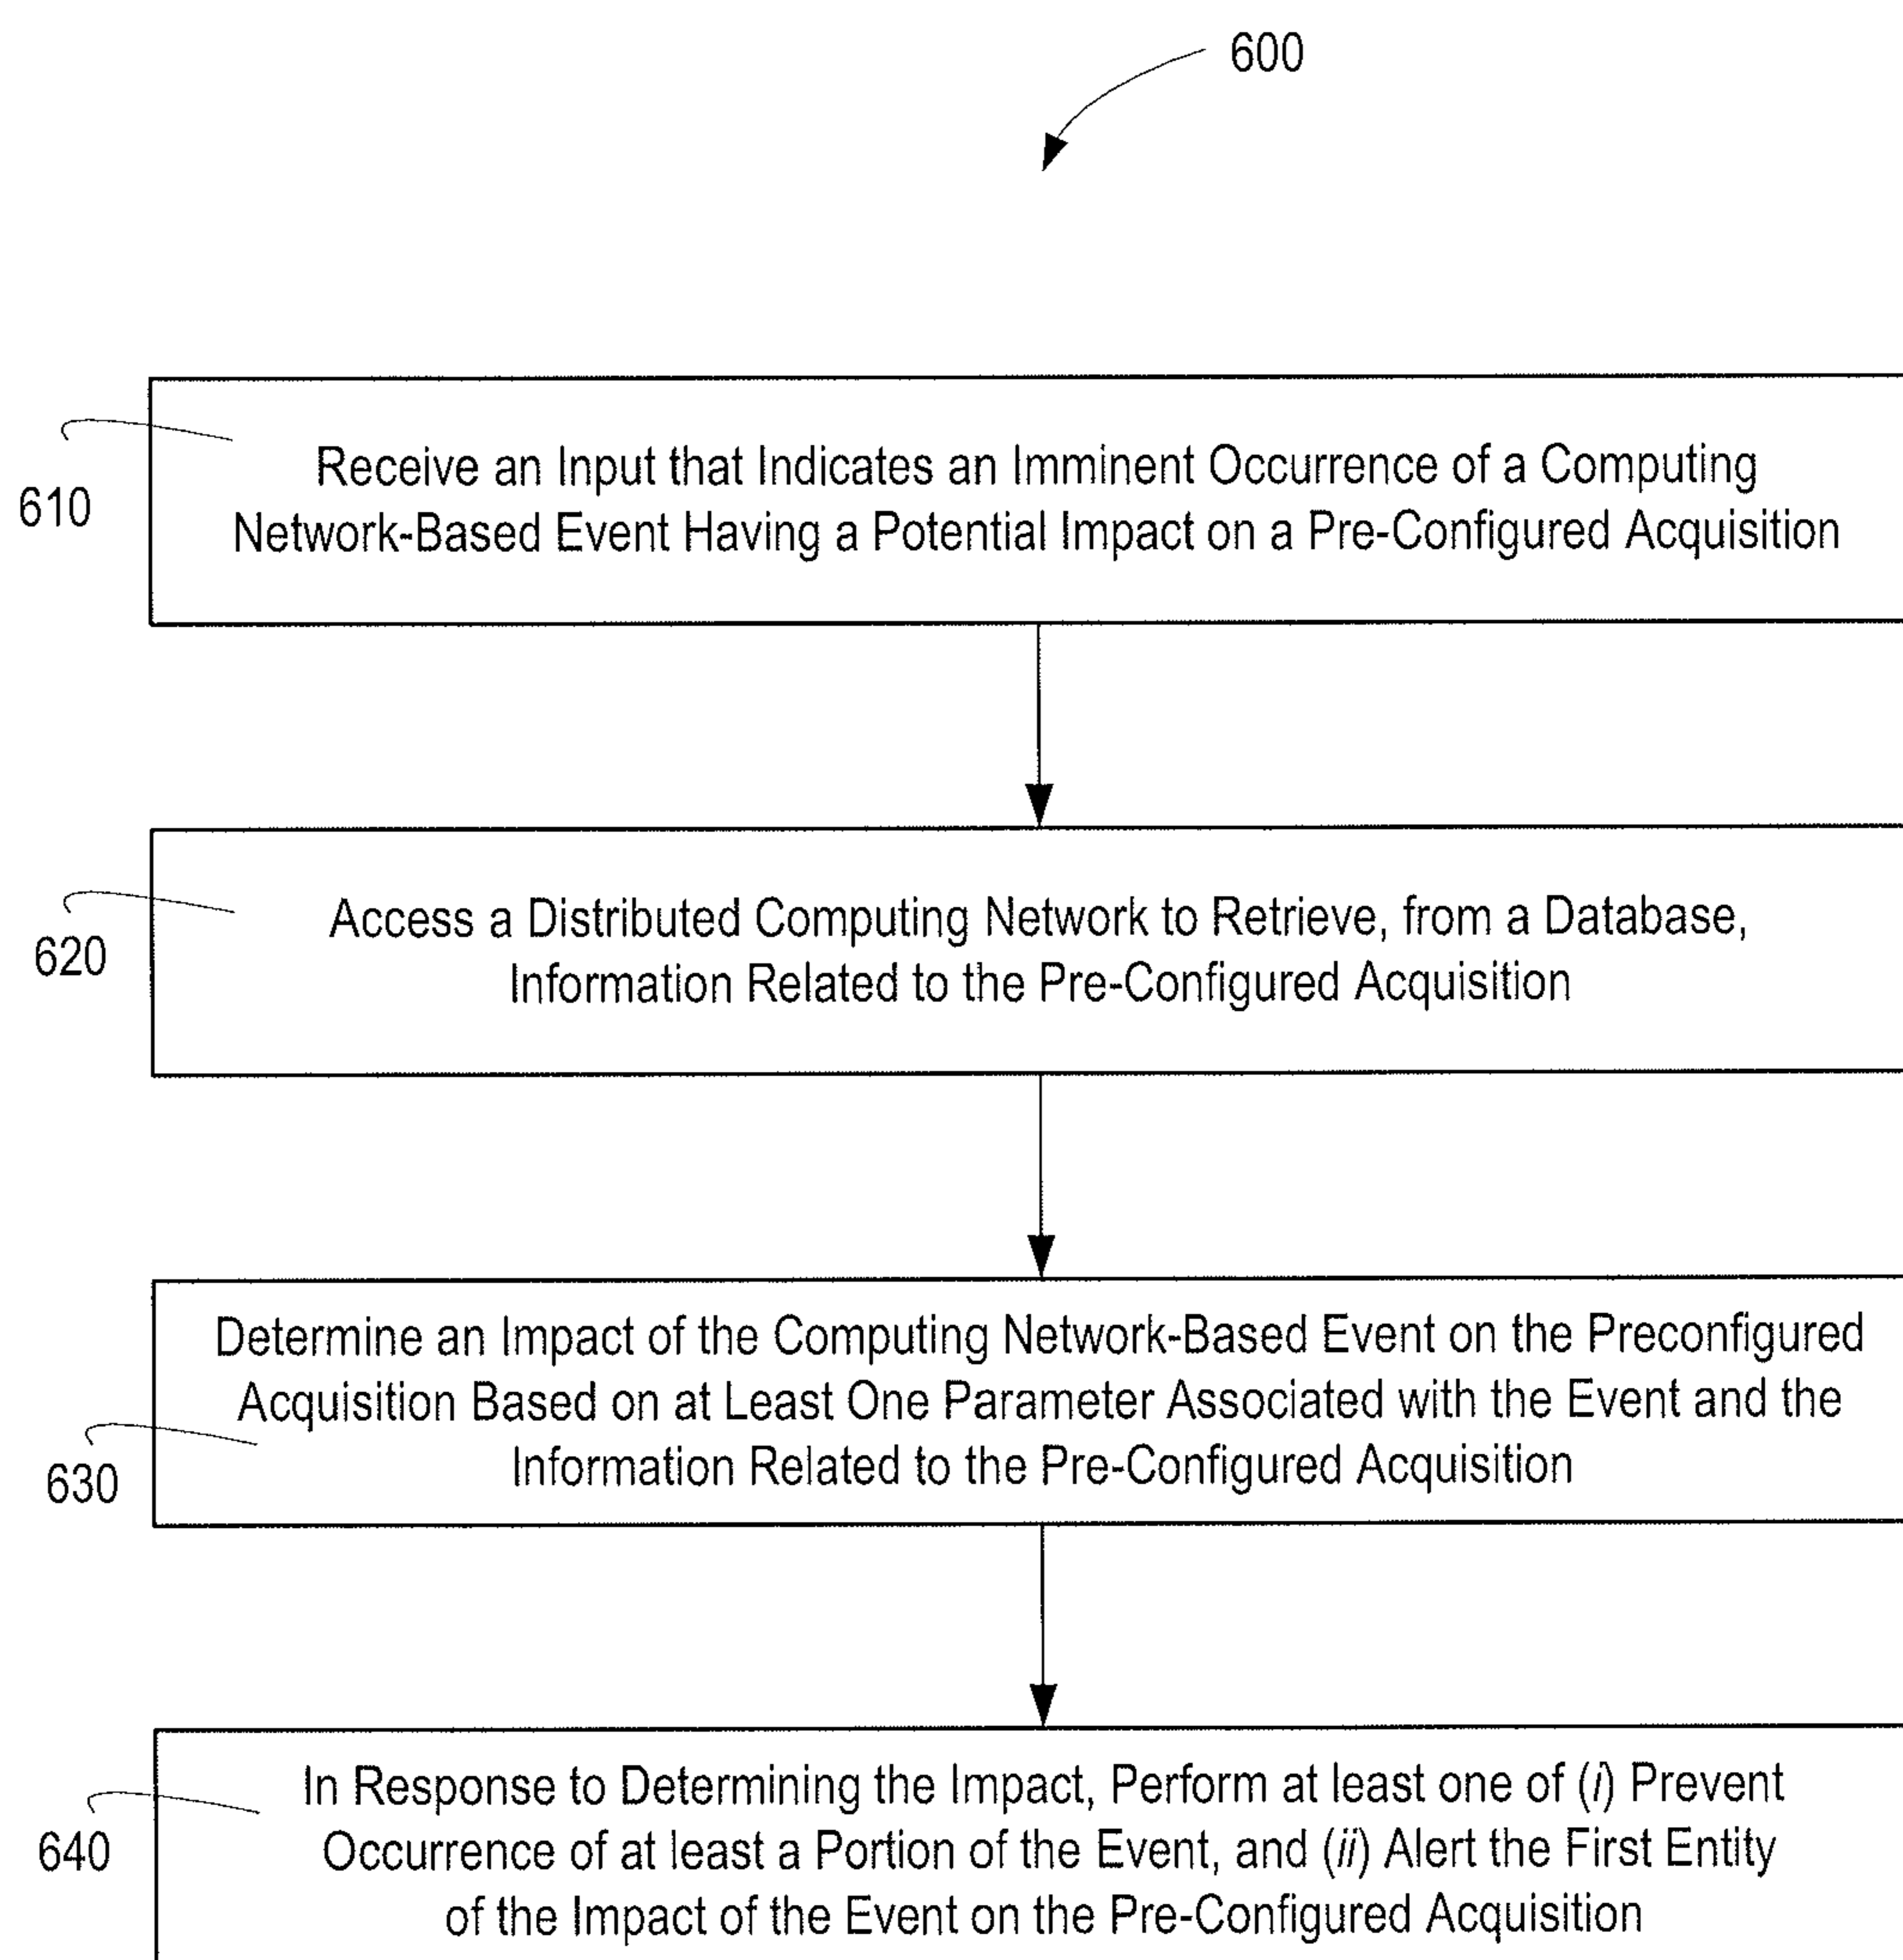 600
610
Receive an Input that Indicates an Imminent Occurrence of a Computing
Network-Based Event Having a Potential Impact on a Pre-Configured Acquisition
620
Access a Distributed Computing Network to Retrieve, from a Database,
Information Related to the Pre-Configured Acquisition
630
Determine an Impact of the Computing Network-Based Event on the Preconfigured
Acquisition Based on at Least One Parameter Associated with the Event and the
Information Related to the Pre-Configured Acquisition
640
In Response to Determining the Impact, Perform at least one of (i) Prevent
Occurrence of at least a Portion of the Event, and (ii) Alert the First Entity
of the Impact of the Event on the Pre-Configured Acquisition